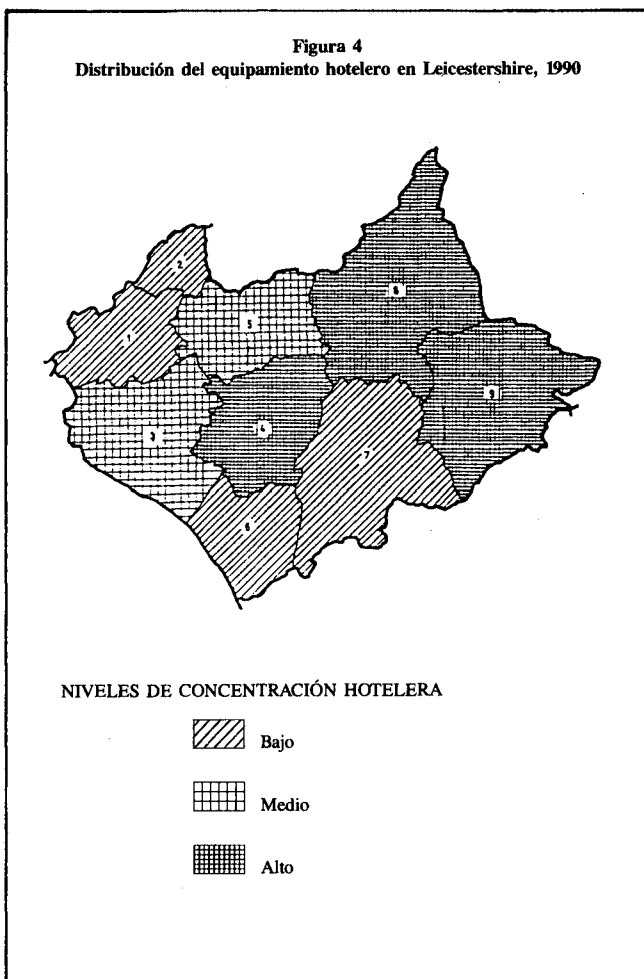 Figura 4
Distribución del equipamiento hotelero en Leicestershire, 1990
2
8
5
1
9
4
3
7
6
NIVELES DE CONCENTRACIÓN HOTELERA
Bajo
Medio
Alto